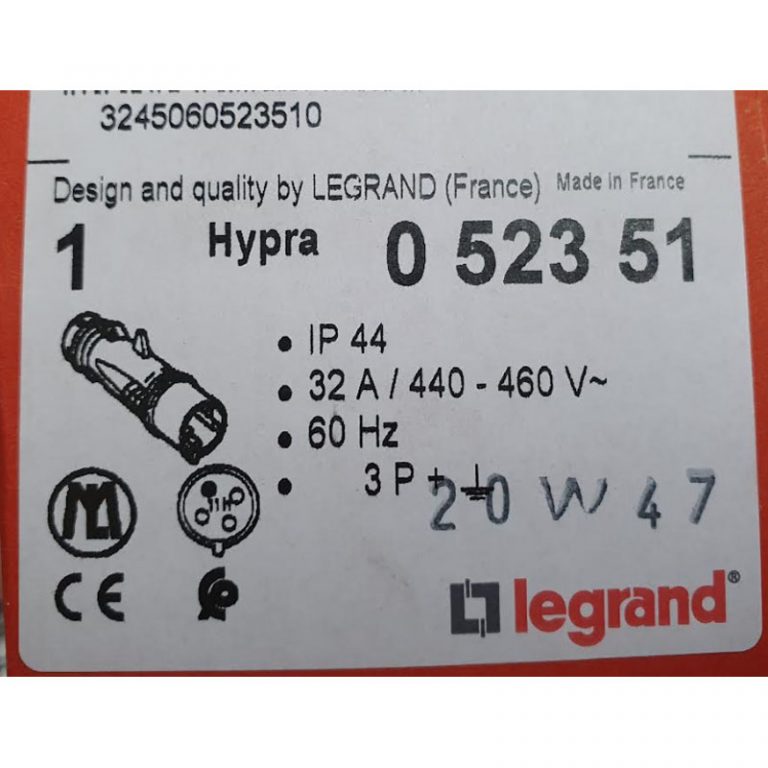 3245060523510
Design and quality by LEGRAND (France) Made in France
1 Hypra 0 523 51
• IP 44
• 32 A / 440 - 460 V~
• 60 Hz
• 3 P + ⏚
20 W 47
11H
CE
legrand®